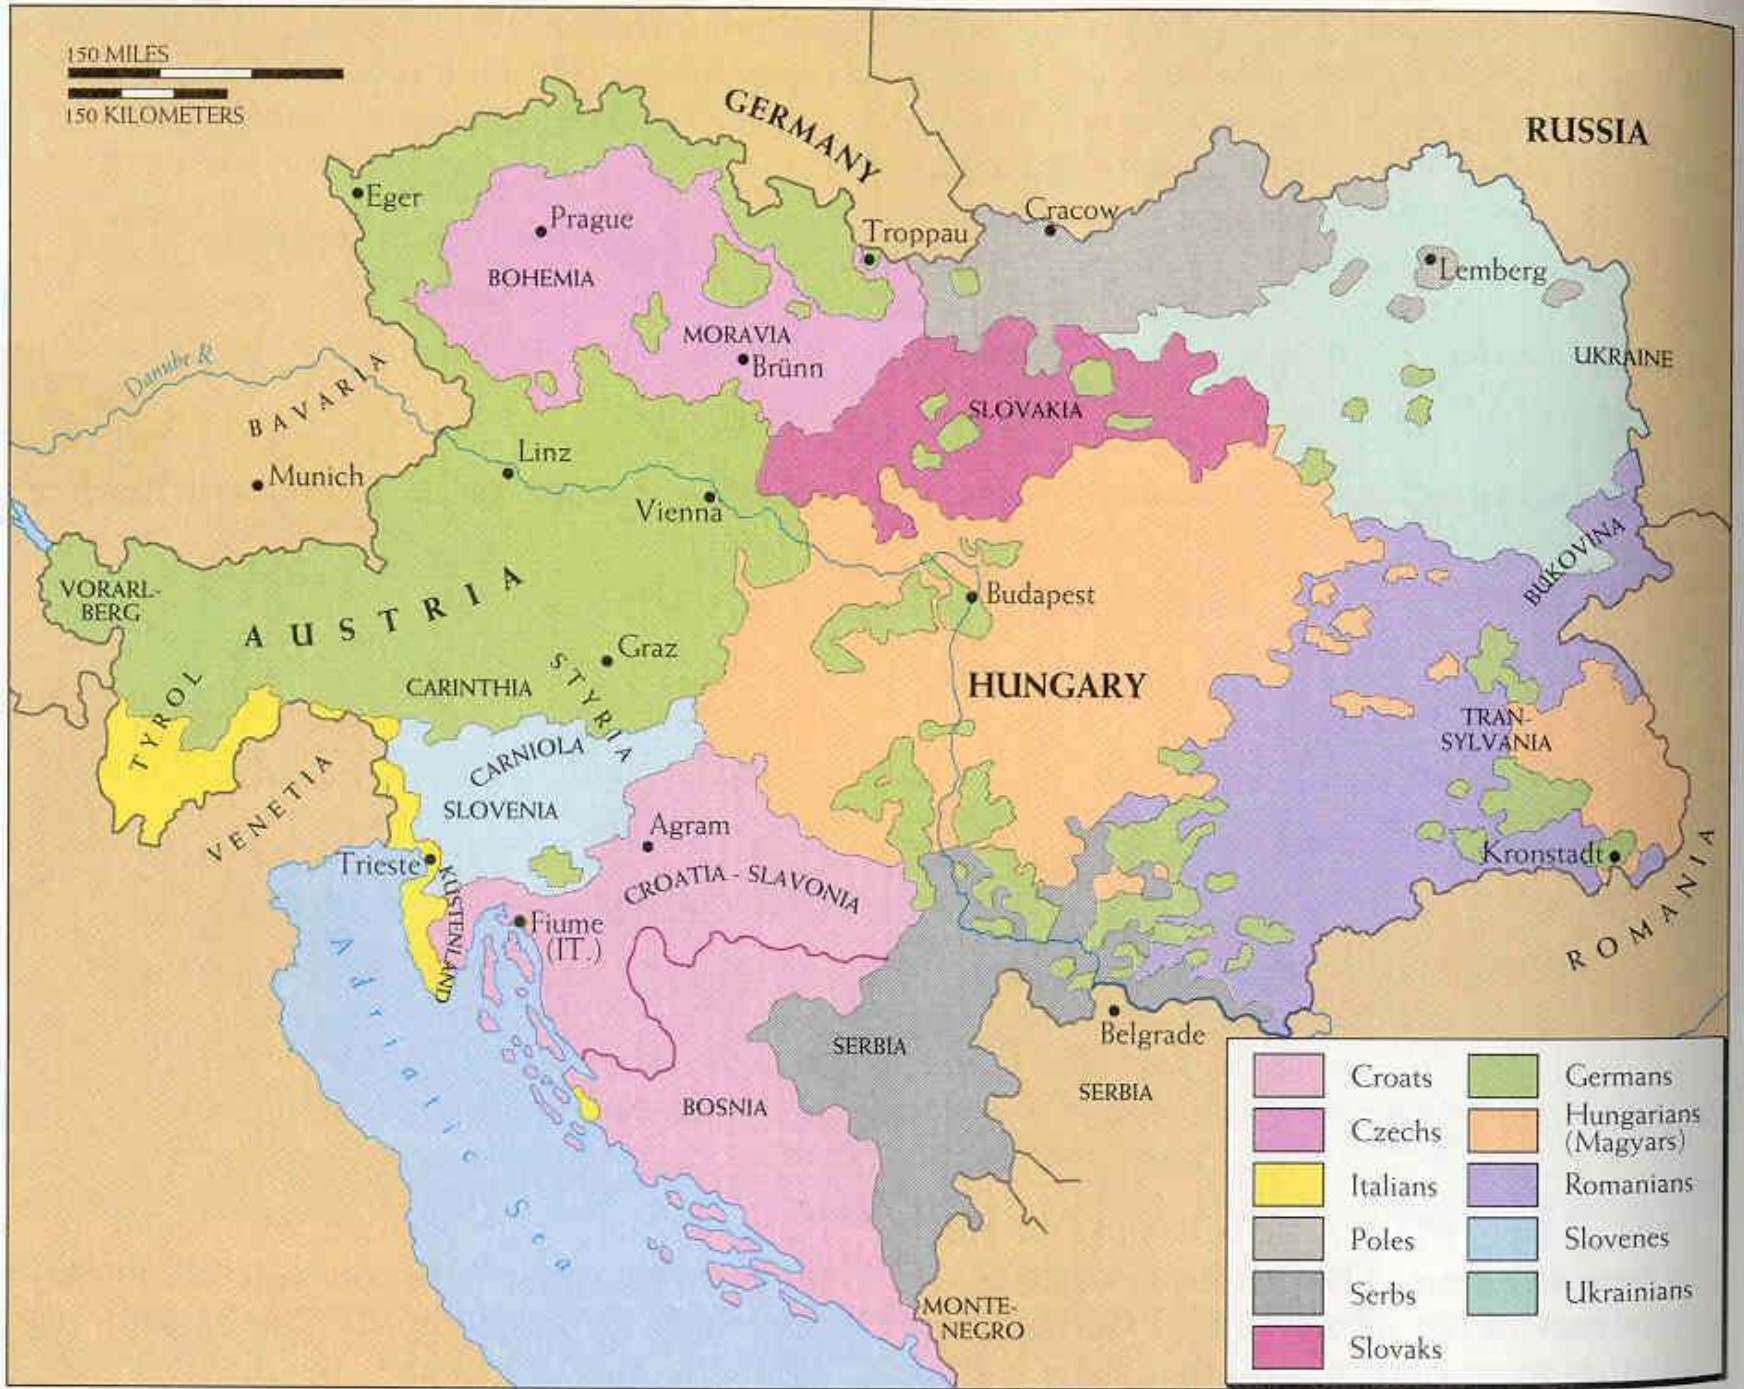 150 MILES
150 KILOMETERS
GERMANY
RUSSIA
Eger
Prague
Troppau
Cracow
BOHEMIA
Lemberg
MORAVIA
Brünn
UKRAINE
Danube R
BAVARIA
SLOVAKIA
Linz
Munich
Vienna
BUKOVINA
VORARL-
BERG
AUSTRIA
Budapest
Graz
TYROL
CARINTHIA
STYRIA
HUNGARY
TRAN-
SYLVANIA
CARNIOLA
VENETIA
SLOVENIA
Agram
Trieste
KÜSTENLAND
CROATIA - SLAVONIA
Kronstadt
ROMANIA
Fiume
(IT.)
Adriatic Sea
SERBIA
Belgrade
SERBIA
BOSNIA
MONTE-
NEGRO
Croats
Czechs
Italians
Poles
Serbs
Slovaks
Germans
Hungarians
(Magyars)
Romanians
Slovenes
Ukrainians